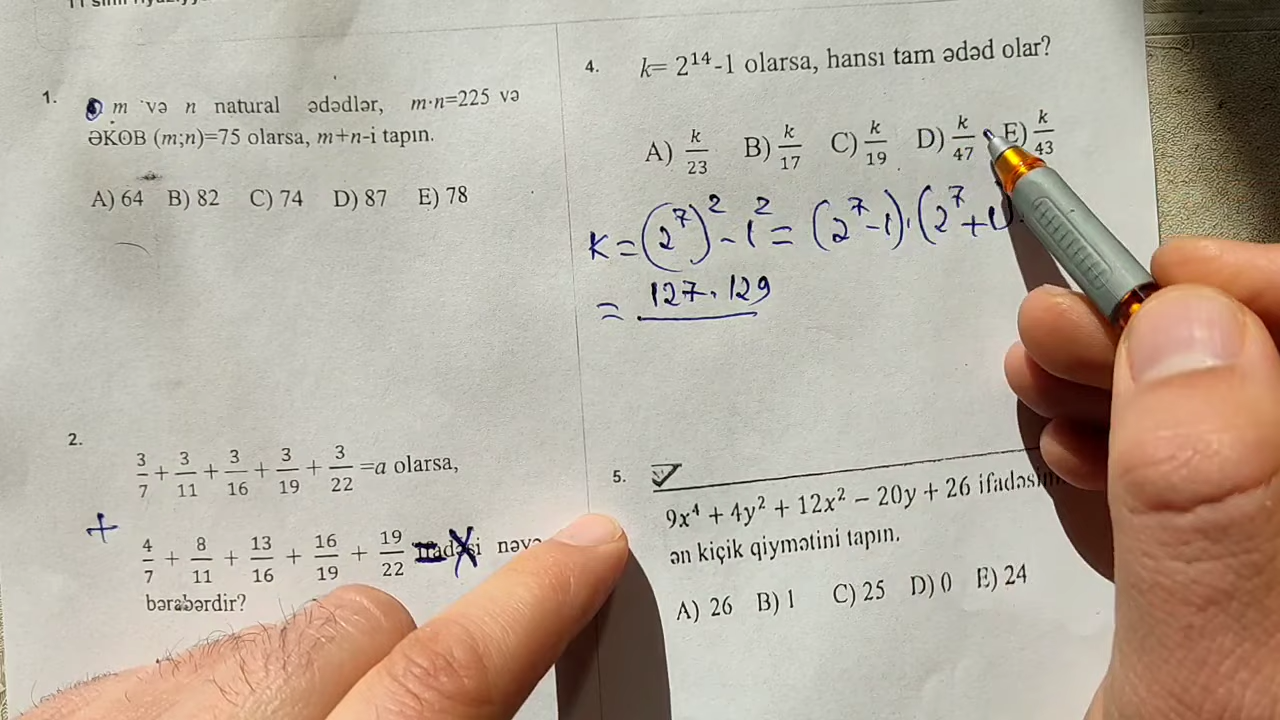 1.
m və n natural ədədlər, m·n=225 və
ƏKOB (m;n)=75 olarsa, m+n-i tapın.
A) 64 B) 82 C) 74 D) 87 E) 78
2.
3/7 + 3/11 + 3/16 + 3/19 + 3/22 =a olarsa,
+
4/7 + 8/11 + 13/16 + 16/19 + 19/22 X
bərabərdir?
4.
k= 2¹⁴-1 olarsa, hansı tam ədəd olar?
A) k/23 B) k/17 C) k/19 D) k/47 E) k/43
K = (2⁷)² - 1² = (2⁷-1)·(2⁷+1)
= 127·129
5.
9x⁴ + 4y² + 12x² − 20y + 26
ən kiçik qiymətini tapın.
A) 26 B) 1 C) 25 D) 0 E) 24